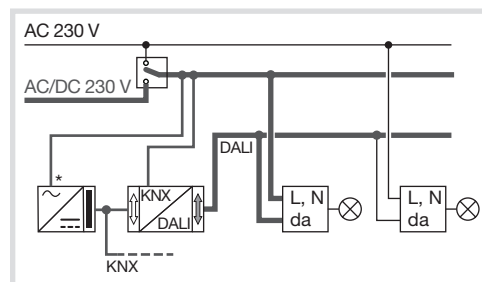 AC 230 V
AC/DC 230 V
DALI
*
KNX
DALI
L, N
da
L, N
da
KNX